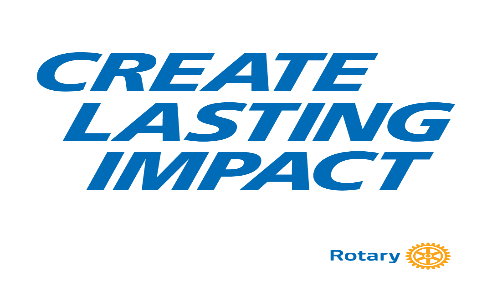 CREATE
LASTING
IMPACT
Rotary